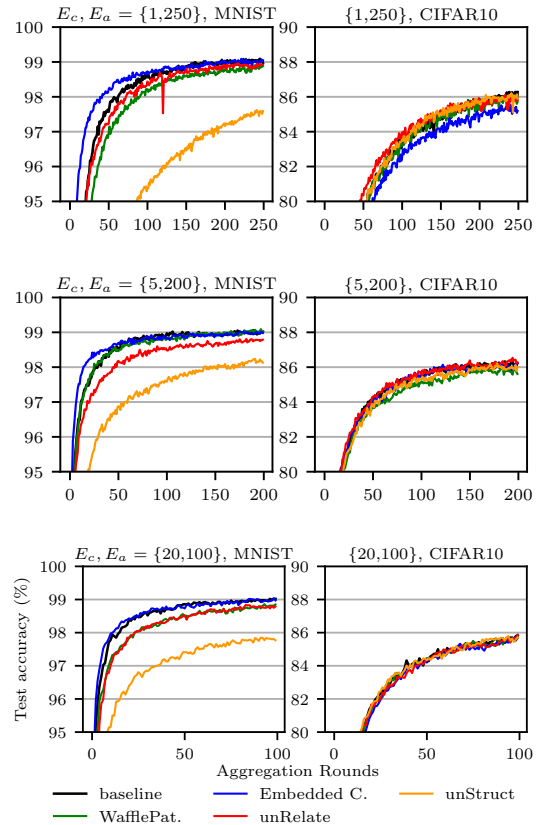 E_c, E_a = {1,250}, MNIST
{1,250}, CIFAR10
100
99
98
97
96
95
0 50 100 150 200 250
90
88
86
84
82
80
0 50 100 150 200 250
E_c, E_a = {5,200}, MNIST
{5,200}, CIFAR10
100
99
98
97
96
95
0 50 100 150 200
90
88
86
84
82
80
0 50 100 150 200
E_c, E_a = {20,100}, MNIST
{20,100}, CIFAR10
Test accuracy (%)
100
99
98
97
96
95
0 50 100
90
88
86
84
82
80
0 50 100
Aggregation Rounds
baseline Embedded C. unStruct
WafflePat. unRelate